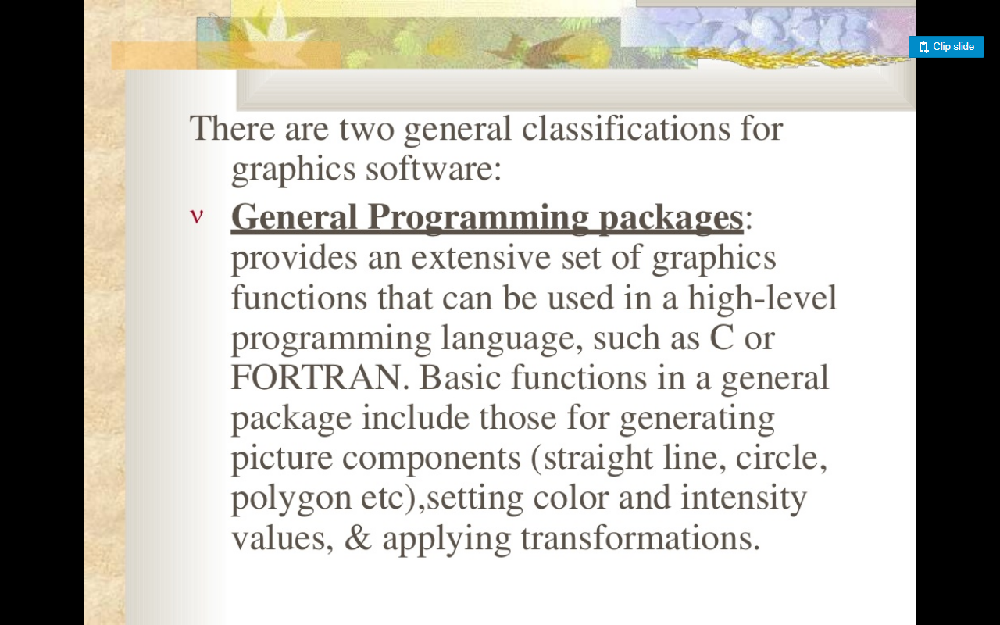 Clip slide
There are two general classifications for
graphics software:
ν General Programming packages:
provides an extensive set of graphics
functions that can be used in a high-level
programming language, such as C or
FORTRAN. Basic functions in a general
package include those for generating
picture components (straight line, circle,
polygon etc),setting color and intensity
values, & applying transformations.